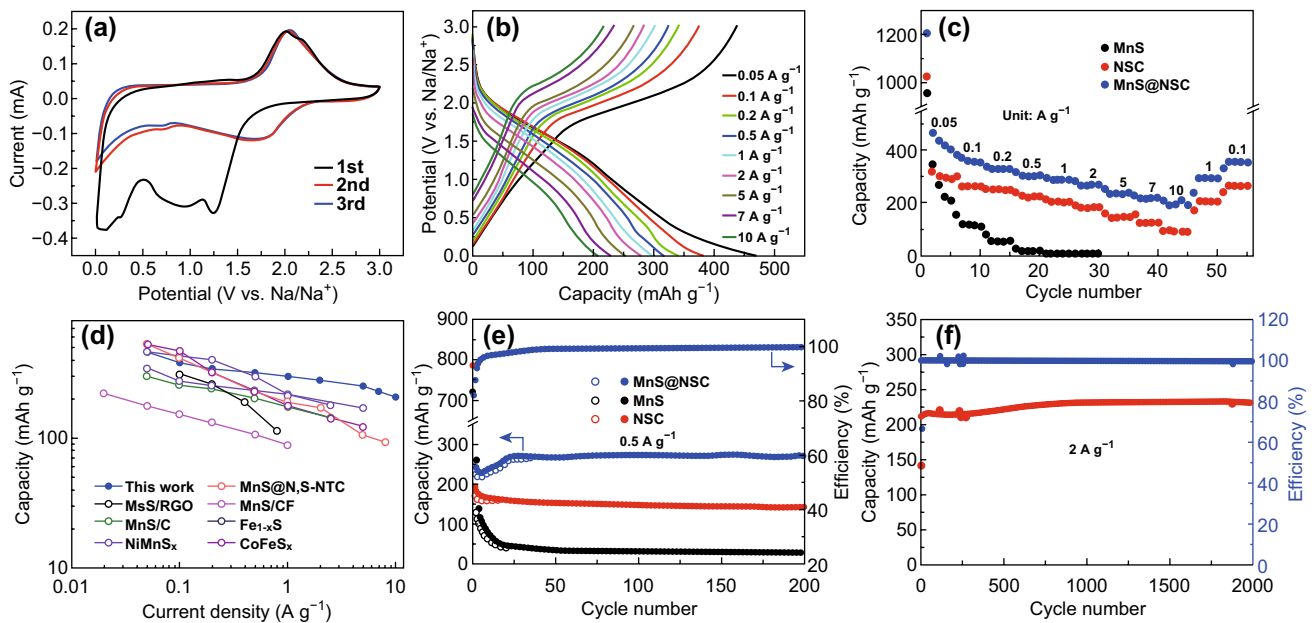 (a)
Current (mA)
0.2
0.1
0.0
−0.1
−0.2
−0.3
−0.4
1st
2nd
3rd
0.0 0.5 1.0 1.5 2.0 2.5 3.0
Potential (V vs. Na/Na⁺)
(b)
Potential (V vs. Na/Na⁺)
3.0
2.5
2.0
1.5
1.0
0.5
0.0
0.05 A g⁻¹
0.1 A g⁻¹
0.2 A g⁻¹
0.5 A g⁻¹
1 A g⁻¹
2 A g⁻¹
5 A g⁻¹
7 A g⁻¹
10 A g⁻¹
0 100 200 300 400 500
Capacity (mAh g⁻¹)
(c)
Capacity (mAh g⁻¹)
1200
1000
400
200
0
MnS
NSC
MnS@NSC
Unit: A g⁻¹
0.05 0.1 0.2 0.5 1 2 5 7 10 1 0.1
0 10 20 30 40 50
Cycle number
(d)
Capacity (mAh g⁻¹)
100
10
This work
MsS/RGO
MnS/C
NiMnSₓ
MnS@N,S-NTC
MnS/CF
Fe₁₋ₓS
CoFeSₓ
0.1 1 10
Current density (A g⁻¹)
(e)
Capacity (mAh g⁻¹)
900
800
700
300
250
200
150
100
50
0
MnS@NSC
MnS
NSC
0.5 A g⁻¹
100
80
60
40
20
Efficiency (%)
0 50 100 150 200
Cycle number
(f)
Capacity (mAh g⁻¹)
350
300
250
200
150
100
50
0
2 A g⁻¹
120
100
80
60
40
20
0
Efficiency (%)
0 500 1000 1500 2000
Cycle number